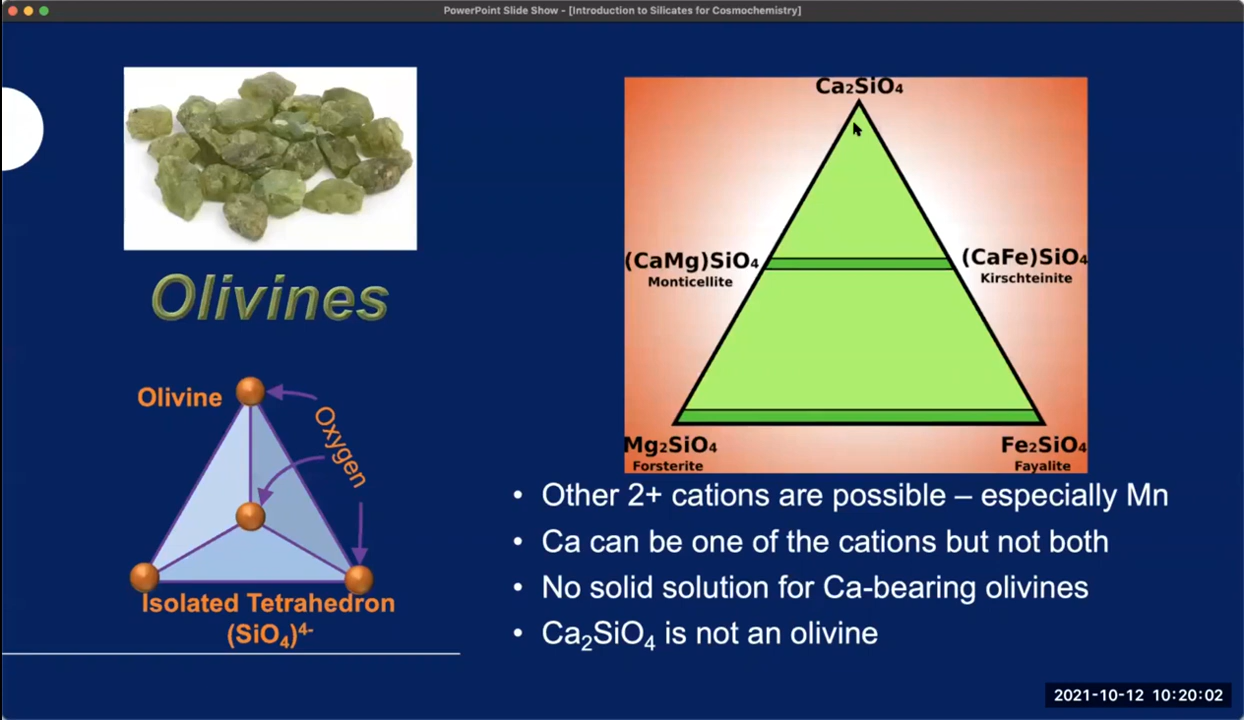 PowerPoint Slide Show - [Introduction to Silicates for Cosmochemistry]
Olivines
Olivine
Oxygen
Isolated Tetrahedron
(SiO₄)⁴⁻
Ca₂SiO₄
(CaMg)SiO₄
Monticellite
(CaFe)SiO₄
Kirschteinite
Mg₂SiO₄
Forsterite
Fe₂SiO₄
Fayalite
• Other 2+ cations are possible – especially Mn
• Ca can be one of the cations but not both
• No solid solution for Ca-bearing olivines
• Ca₂SiO₄ is not an olivine
2021-10-12 10:20:02